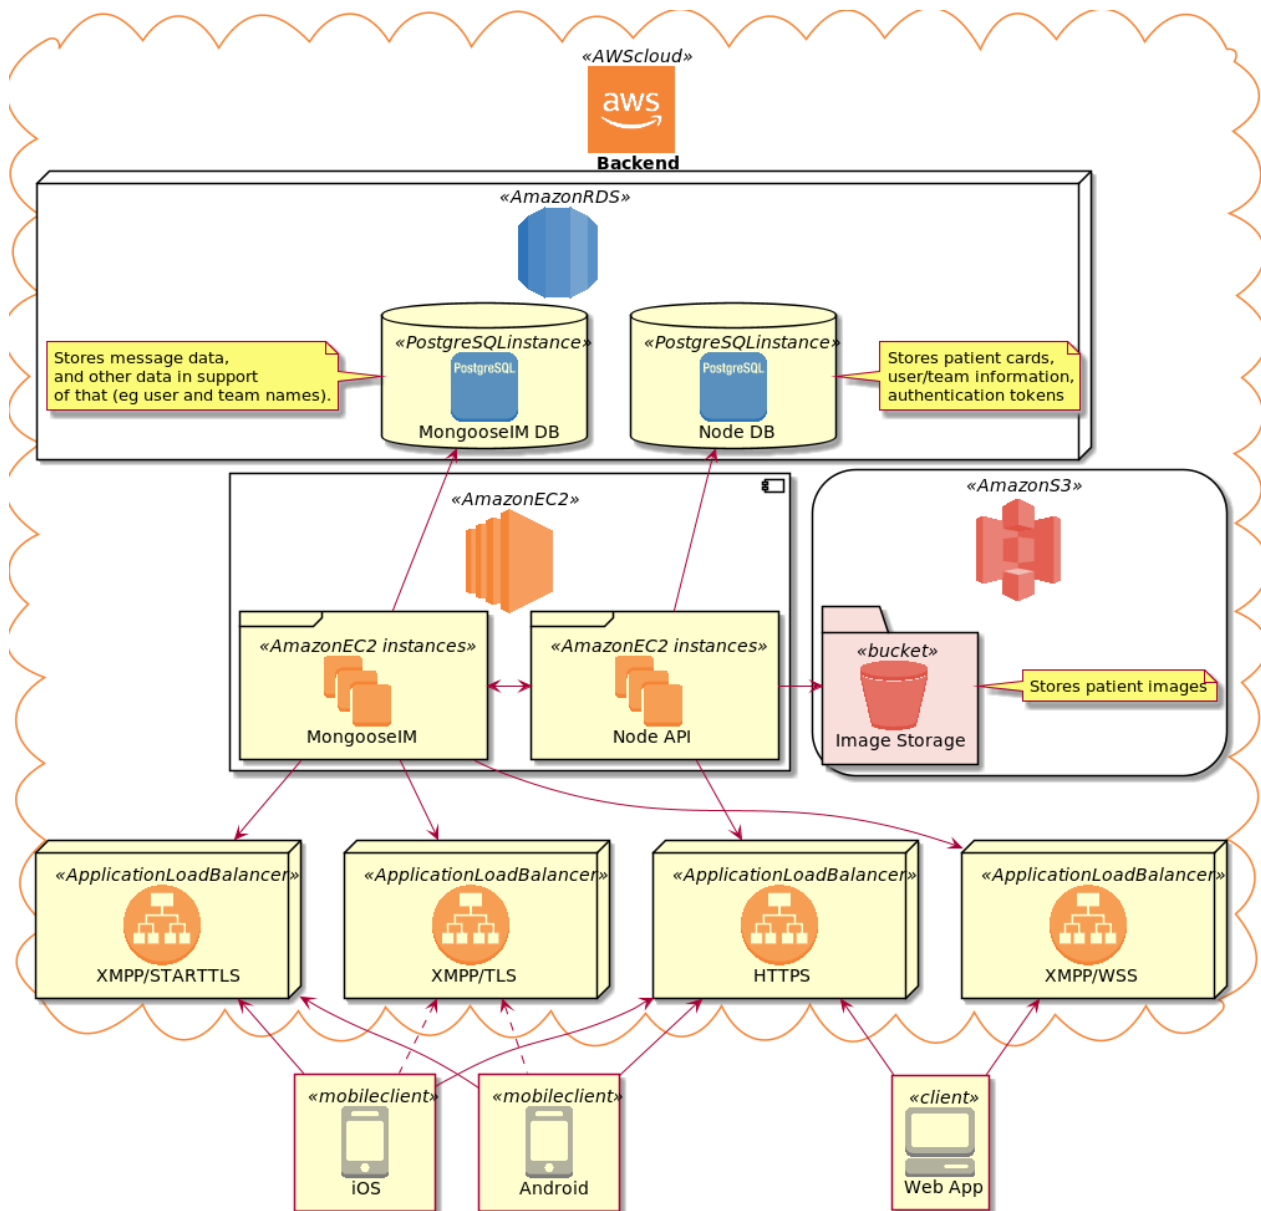 «AWScloud»
aws
Backend
«AmazonRDS»
«PostgreSQLinstance»
PostgreSQL
MongooseIM DB
«PostgreSQLinstance»
PostgreSQL
Node DB
Stores message data,
and other data in support
of that (eg user and team names).
Stores patient cards,
user/team information,
authentication tokens
«AmazonEC2»
«AmazonEC2 instances»
MongooseIM
«AmazonEC2 instances»
Node API
«AmazonS3»
«bucket»
Image Storage
Stores patient images
«ApplicationLoadBalancer»
XMPP/STARTTLS
«ApplicationLoadBalancer»
XMPP/TLS
«ApplicationLoadBalancer»
HTTPS
«ApplicationLoadBalancer»
XMPP/WSS
«mobileclient»
iOS
«mobileclient»
Android
«client»
Web App